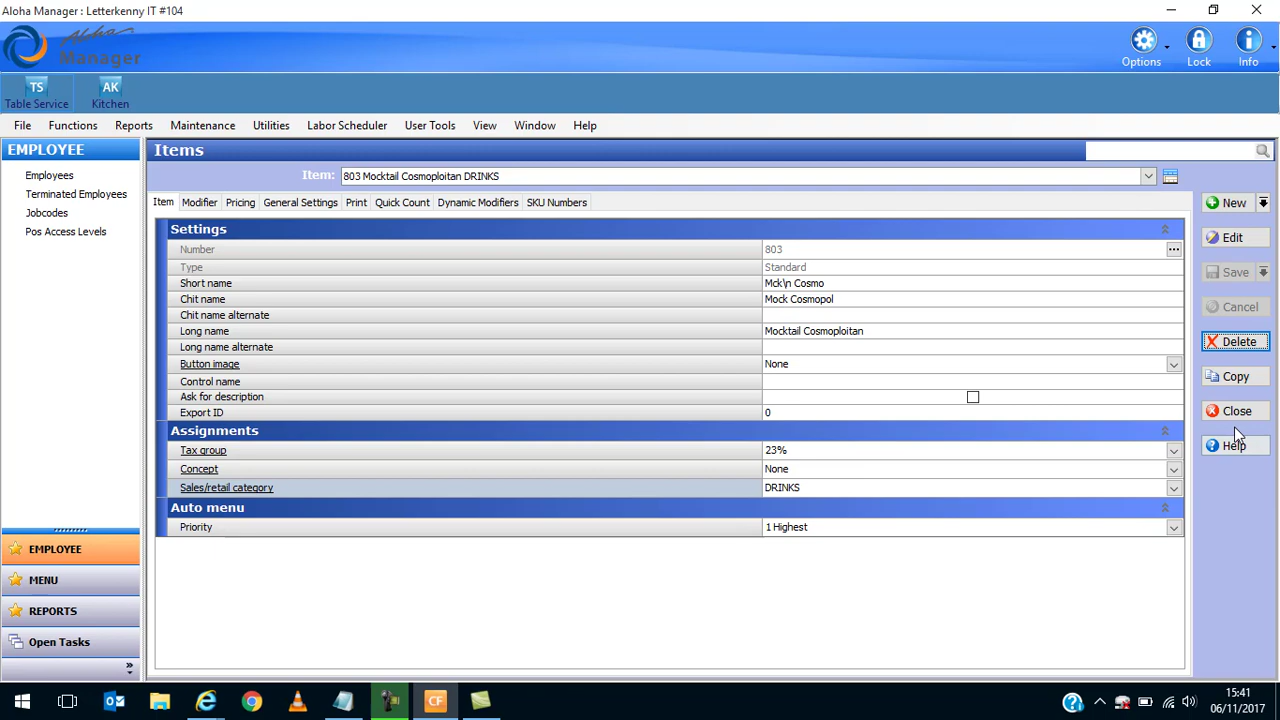 Aloha Manager : Letterkenny IT #104
Aloha
Manager
Options
Lock
Info
TS
Table Service
AK
Kitchen
File Functions Reports Maintenance Utilities Labor Scheduler User Tools View Window Help
EMPLOYEE
Employees
Terminated Employees
Jobcodes
Pos Access Levels
EMPLOYEE
MENU
REPORTS
Open Tasks
»
Items
Item: 803 Mocktail Cosmoploitan DRINKS
Item Modifier Pricing General Settings Print Quick Count Dynamic Modifiers SKU Numbers
Settings
Number 803 ...
Type Standard
Short name Mck\n Cosmo
Chit name Mock Cosmopol
Chit name alternate
Long name Mocktail Cosmoploitan
Long name alternate
Button image None
Control name
Ask for description
Export ID 0
Assignments
Tax group 23%
Concept None
Sales/retail category DRINKS
Auto menu
Priority 1 Highest
New
Edit
Save
Cancel
Delete
Copy
Close
Help
CF
15:41
06/11/2017